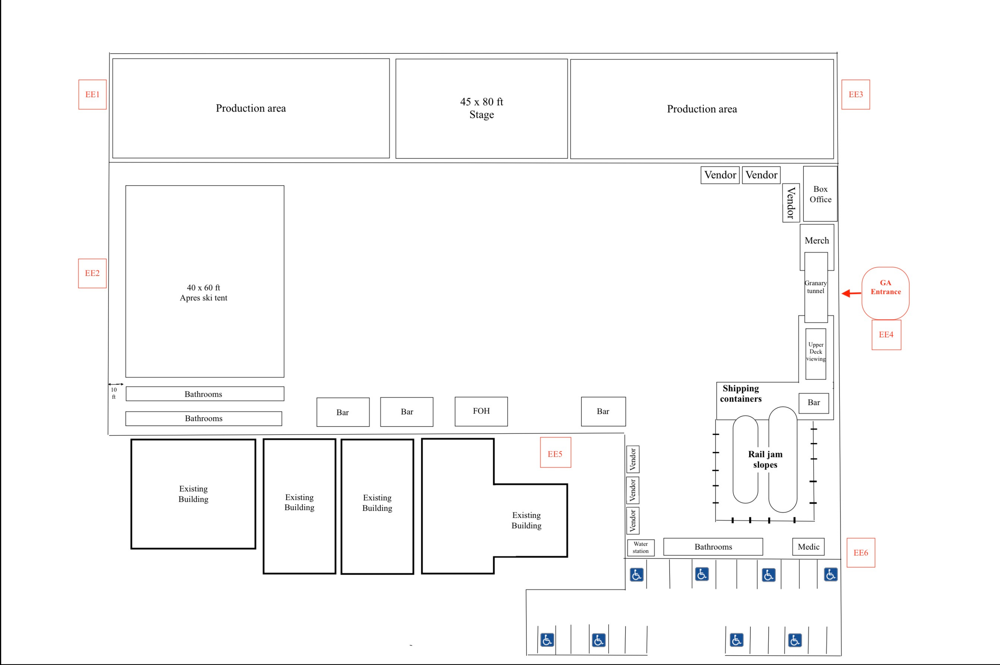 EE1
Production area
45 x 80 ft
Stage
Production area
EE3
Vendor
Vendor
Vendor
Box
Office
Merch
EE2
40 x 60 ft
Apres ski tent
Granary
tunnel
GA
Entrance
EE4
Upper
Deck
viewing
10
ft
Bathrooms
Bathrooms
Bar
Bar
FOH
Bar
Shipping
containers
Bar
EE5
Rail jam
slopes
Vendor
Vendor
Vendor
Existing
Building
Existing
Building
Existing
Building
Existing
Building
Water
station
Bathrooms
Medic
EE6